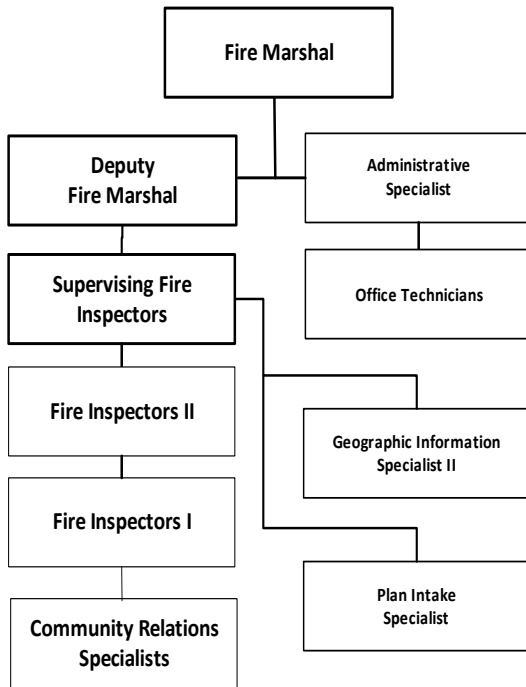 Fire Marshal
Deputy
Fire Marshal
Administrative
Specialist
Supervising Fire
Inspectors
Office Technicians
Fire Inspectors II
Geographic Information
Specialist II
Fire Inspectors I
Plan Intake
Specialist
Community Relations
Specialists